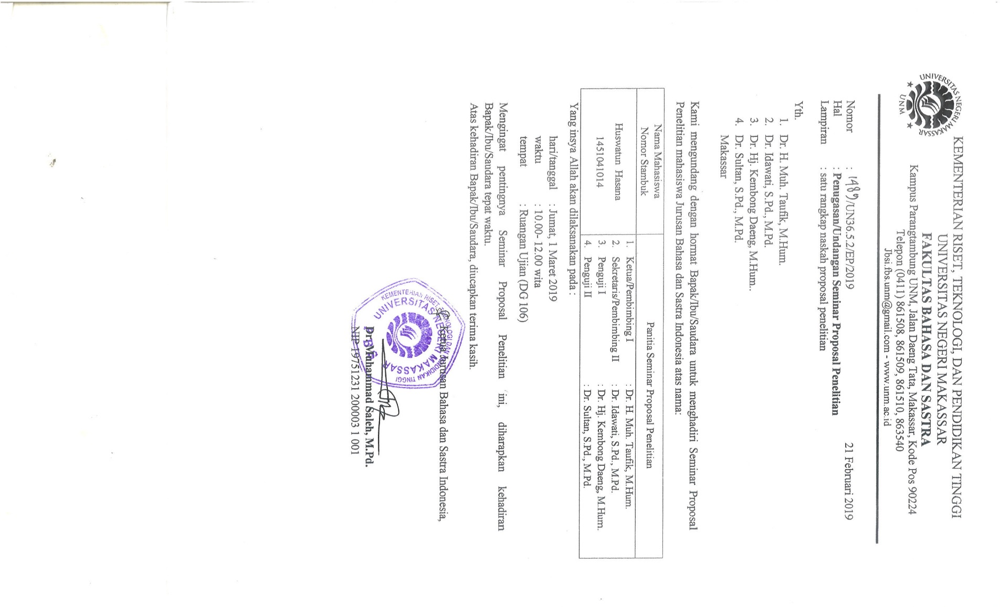 KEMENTERIAN RISET, TEKNOLOGI, DAN PENDIDIKAN TINGGI
UNIVERSITAS NEGERI MAKASSAR
FAKULTAS BAHASA DAN SASTRA
Kampus Parangtambung UNM, Jalan Daeng Tata, Makassar, Kode Pos 90224
Telepon (0411) 861508, 861509, 861510, 863540
Jbsi.fbs.unm@gmail.com - www.unm.ac.id
UNIVERSITAS NEGERI MAKASSAR
UNM
Nomor : 1489/UN36.5.2/EP/2019 21 Februari 2019
Hal : Penugasan/Undangan Seminar Proposal Penelitian
Lampiran : satu rangkap naskah proposal penelitian
Yth.
1. Dr. H. Muh. Taufik, M.Hum.
2. Dr. Idawati, S.Pd., M.Pd.
3. Dr. Hj. Kembong Daeng, M.Hum..
4. Dr. Sultan, S.Pd., M.Pd.
Makassar
Kami mengundang dengan hormat Bapak/Ibu/Saudara untuk menghadiri Seminar Proposal
Penelitian mahasiswa Jurusan Bahasa dan Sastra Indonesia atas nama:
Nama Mahasiswa
Nomor Stambuk
Panitia Seminar Proposal Penelitian
Huswatun Hasana
1451041014
1. Ketua/Pembimbing I : Dr. H. Muh. Taufik, M.Hum.
2. Sekretaris/Pembimbing II : Dr. Idawati, S.Pd., M.Pd.
3. Penguji I : Dr. Hj. Kembong Daeng, M.Hum.
4. Penguji II : Dr. Sultan, S.Pd., M.Pd.
Yang insya Allah akan dilaksanakan pada :
hari/tanggal : Jumat, 1 Maret 2019
waktu : 10.00- 12.00 wita
tempat : Ruangan Ujian (DG 106)
Mengingat pentingnya Seminar Proposal Penelitian ini, diharapkan kehadiran
Bapak/Ibu/Saudara tepat waktu.
Atas kehadiran Bapak/Ibu/Saudara, diucapkan terima kasih.
Ketua Jurusan Bahasa dan Sastra Indonesia,
KEMENTERIAN RISET, TEKNOLOGI DAN PENDIDIKAN TINGGI
UNIVERSITAS NEGERI MAKASSAR
Dr. Muhammad Saleh, M.Pd.
NIP 19751231 200003 1 001